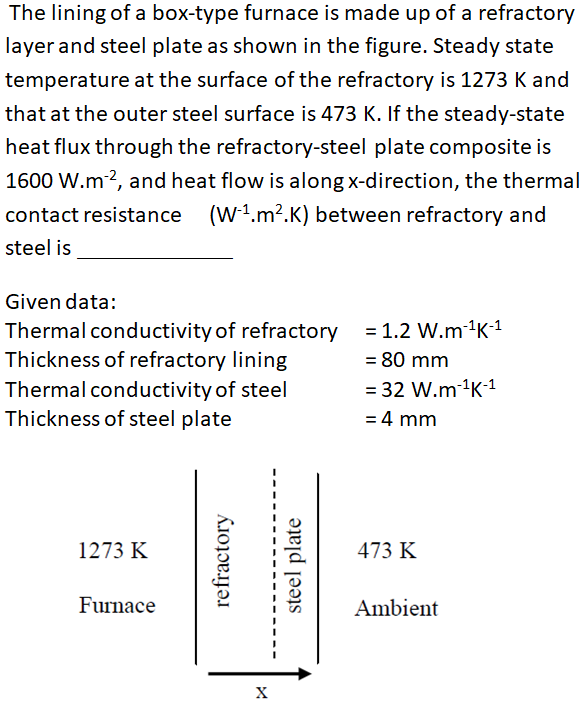 The lining of a box-type furnace is made up of a refractory
layer and steel plate as shown in the figure. Steady state
temperature at the surface of the refractory is 1273 K and
that at the outer steel surface is 473 K. If the steady-state
heat flux through the refractory-steel plate composite is
1600 W.m⁻², and heat flow is along x-direction, the thermal
contact resistance (W⁻¹.m².K) between refractory and
steel is ______________
Given data:
Thermal conductivity of refractory = 1.2 W.m⁻¹K⁻¹
Thickness of refractory lining = 80 mm
Thermal conductivity of steel = 32 W.m⁻¹K⁻¹
Thickness of steel plate = 4 mm
1273 K
Furnace
refractory
steel plate
473 K
Ambient
x